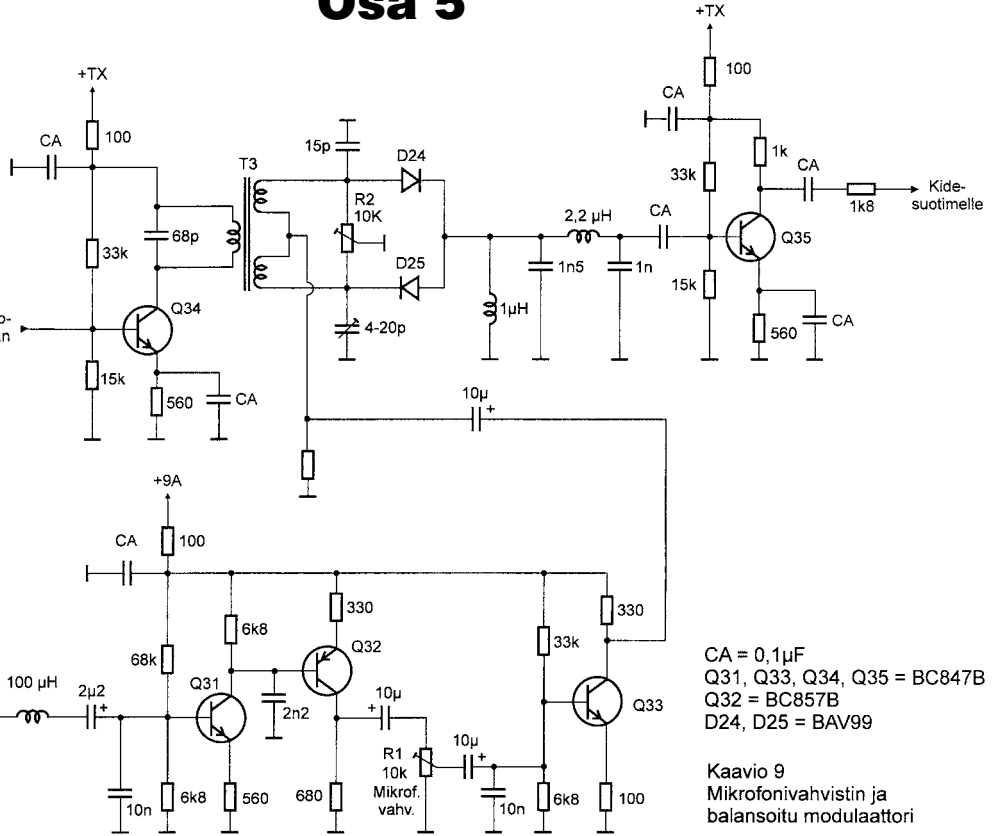 Osa 5
+TX
100
CA
1k
33k
CA
1k8
Kide-
suotimelle
Q35
15k
560
CA
+TX
100
CA
T3
15p
D24
R2
10K
68p
33k
D25
4-20p
2,2 µH
CA
1n5
1n
1µH
Q34
15k
560
CA
10µ
+
+9A
CA
100
330
6k8
68k
Q32
Q31
100 µH
2µ2
+
2n2
10µ
+
R1
10k
Mikrof.
vahv.
10µ
+
33k
330
Q33
10n
6k8
560
680
10n
6k8
100
CA = 0,1µF
Q31, Q33, Q34, Q35 = BC847B
Q32 = BC857B
D24, D25 = BAV99
Kaavio 9
Mikrofonivahvistin ja
balansoitu modulaattori